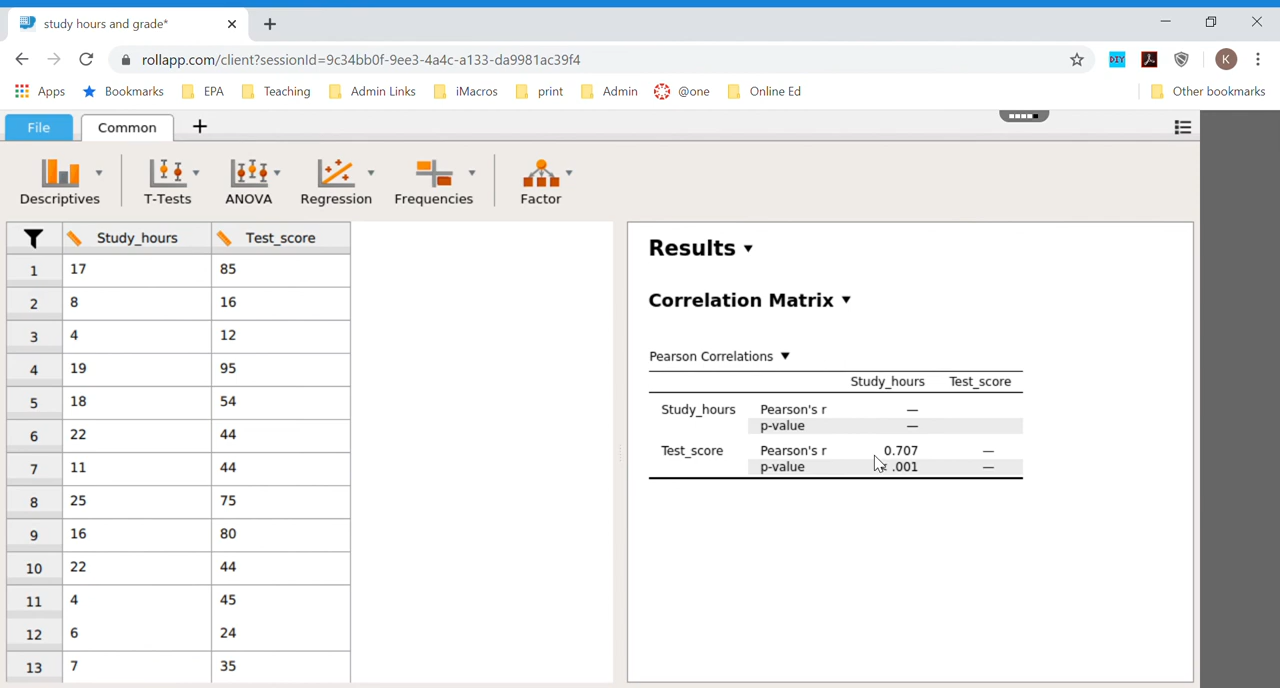 study hours and grade*
rollapp.com/client?sessionId=9c34bb0f-9ee3-4a4c-a133-da9981ac39f4
DIY
K
Apps Bookmarks EPA Teaching Admin Links iMacros print Admin @one Online Ed Other bookmarks
File Common
Descriptives T-Tests ANOVA Regression Frequencies Factor
Study_hours Test_score
1 17 85
2 8 16
3 4 12
4 19 95
5 18 54
6 22 44
7 11 44
8 25 75
9 16 80
10 22 44
11 4 45
12 6 24
13 7 35
Results
Correlation Matrix
Pearson Correlations
Study_hours Test_score
Study_hours Pearson's r —
p-value —
Test_score Pearson's r 0.707 —
p-value < .001 —